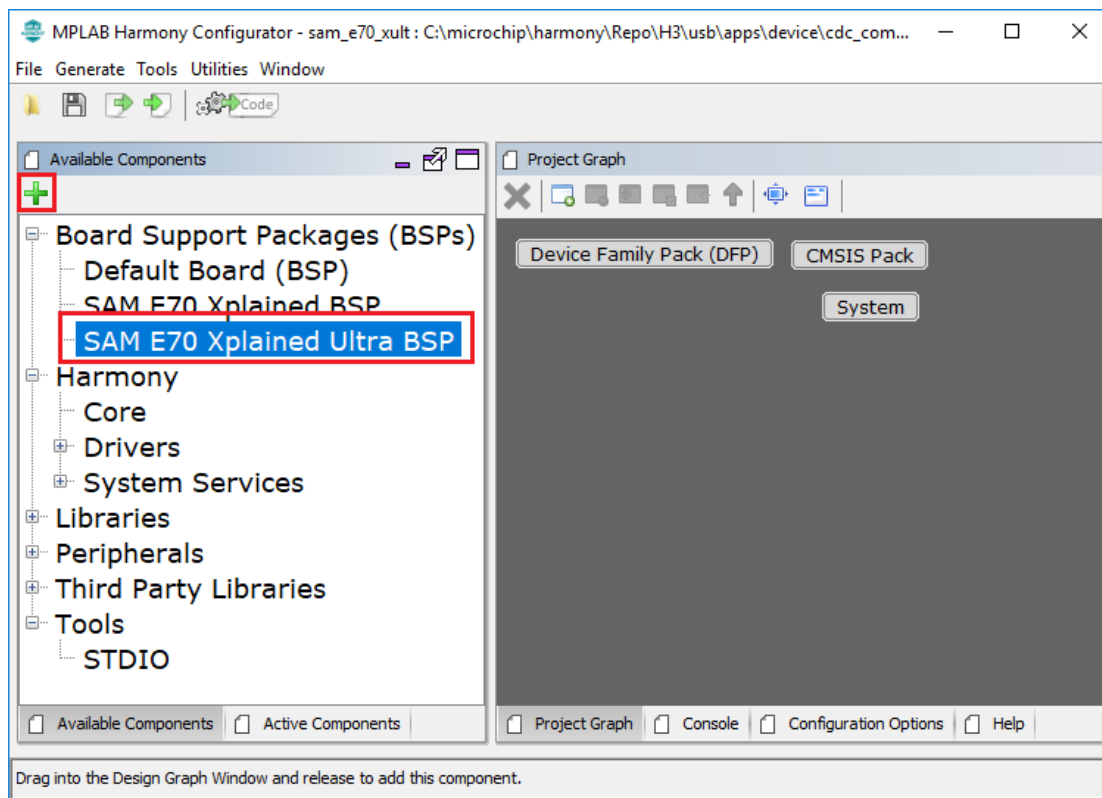 MPLAB Harmony Configurator - sam_e70_xult : C:\microchip\harmony\Repo\H3\usb\apps\device\cdc_com...
File Generate Tools Utilities Window
Code
Available Components
Board Support Packages (BSPs)
Default Board (BSP)
SAM E70 Xplained BSP
SAM E70 Xplained Ultra BSP
Harmony
Core
Drivers
System Services
Libraries
Peripherals
Third Party Libraries
Tools
STDIO
Available Components Active Components
Project Graph
Device Family Pack (DFP) CMSIS Pack
System
Project Graph Console Configuration Options Help
Drag into the Design Graph Window and release to add this component.